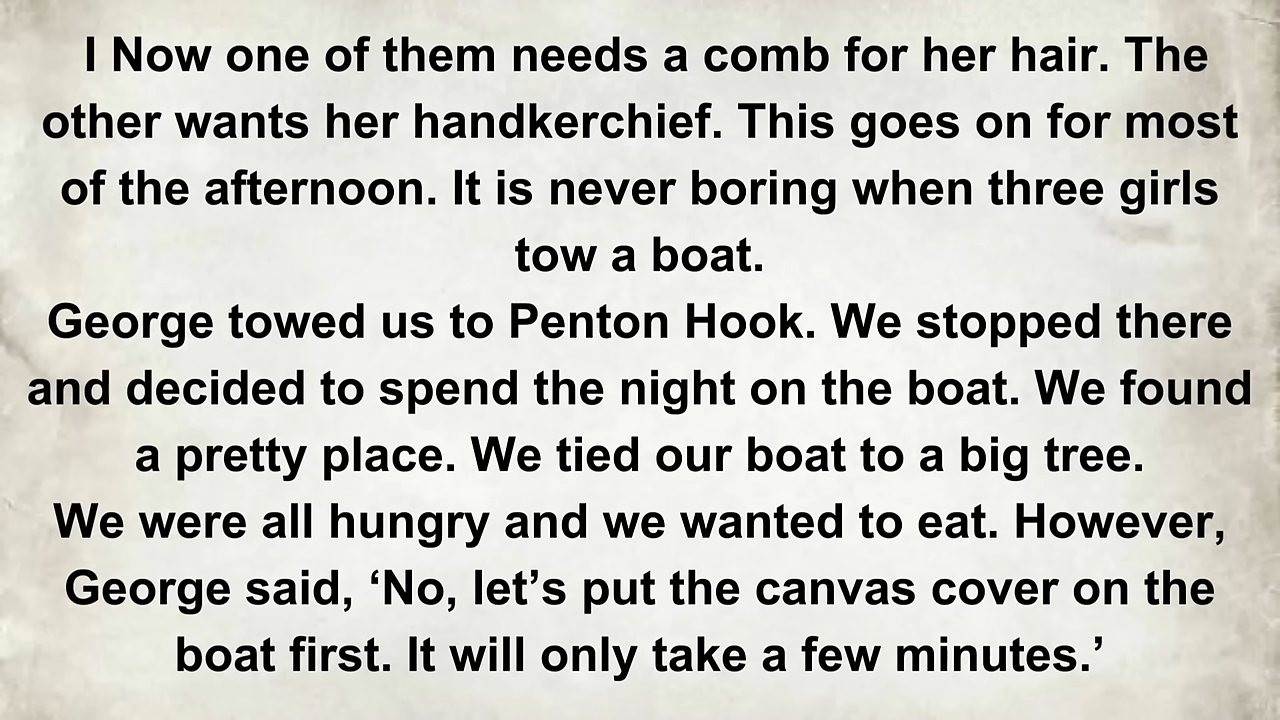 I Now one of them needs a comb for her hair. The
other wants her handkerchief. This goes on for most
of the afternoon. It is never boring when three girls
tow a boat.
George towed us to Penton Hook. We stopped there
and decided to spend the night on the boat. We found
a pretty place. We tied our boat to a big tree.
We were all hungry and we wanted to eat. However,
George said, ‘No, let’s put the canvas cover on the
boat first. It will only take a few minutes.’